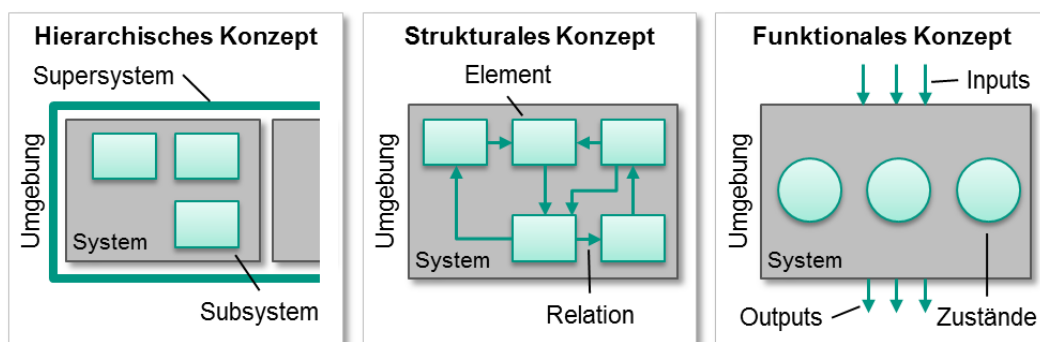 Hierarchisches Konzept
Supersystem
Umgebung
System
Subsystem
Strukturales Konzept
Element
Umgebung
System
Relation
Funktionales Konzept
Inputs
Umgebung
System
Outputs
Zustände